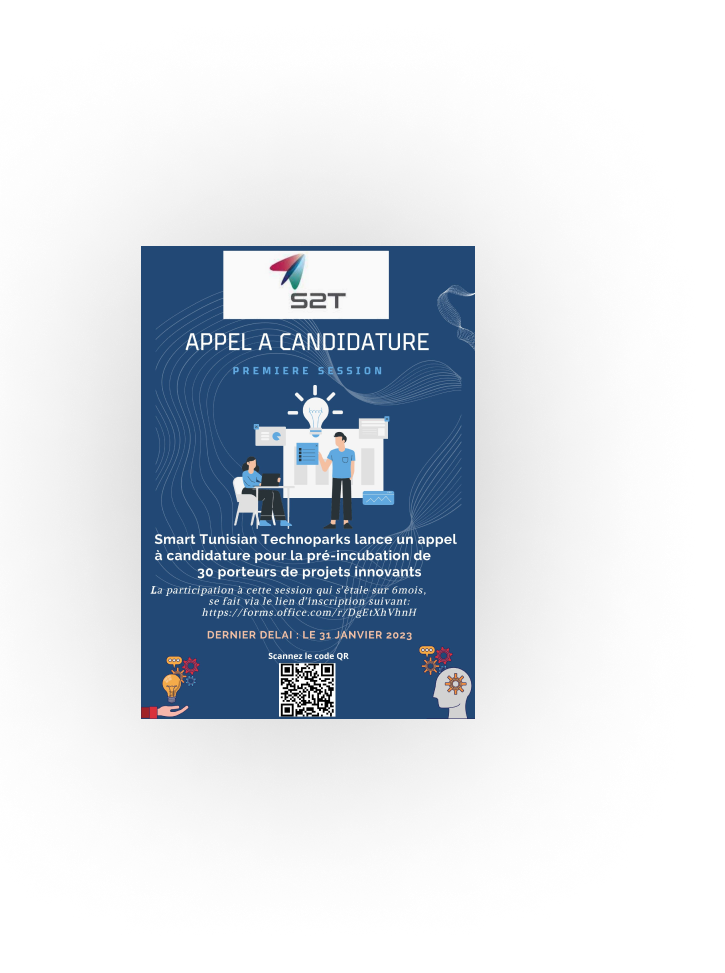 S2T
APPEL A CANDIDATURE
PREMIERE SESSION
Smart Tunisian Technoparks lance un appel
à candidature pour la pré-incubation de
30 porteurs de projets innovants
La participation à cette session qui s'étale sur 6mois,
se fait via le lien d'inscription suivant:
https://forms.office.com/r/DgEtXhVhnH
DERNIER DELAI : LE 31 JANVIER 2023
Scannez le code QR